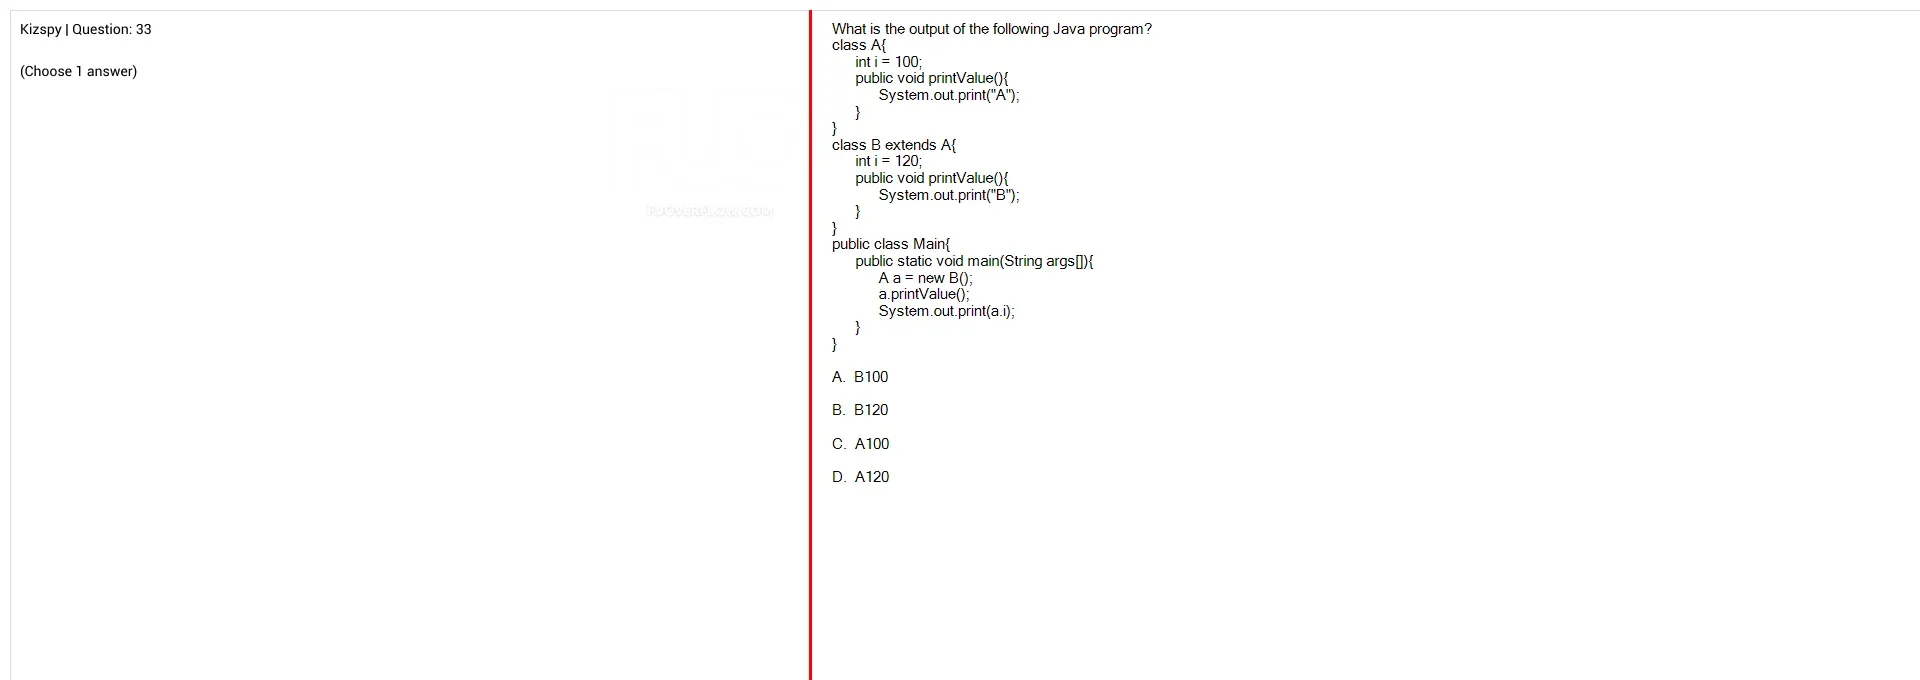 Kizspy | Question: 33
(Choose 1 answer)
FUOVERFLOW.COM
What is the output of the following Java program?
class A{
int i = 100;
public void printValue(){
System.out.print("A");
}
}
class B extends A{
int i = 120;
public void printValue(){
System.out.print("B");
}
}
public class Main{
public static void main(String args[]){
A a = new B();
a.printValue();
System.out.print(a.i);
}
}
A. B100
B. B120
C. A100
D. A120